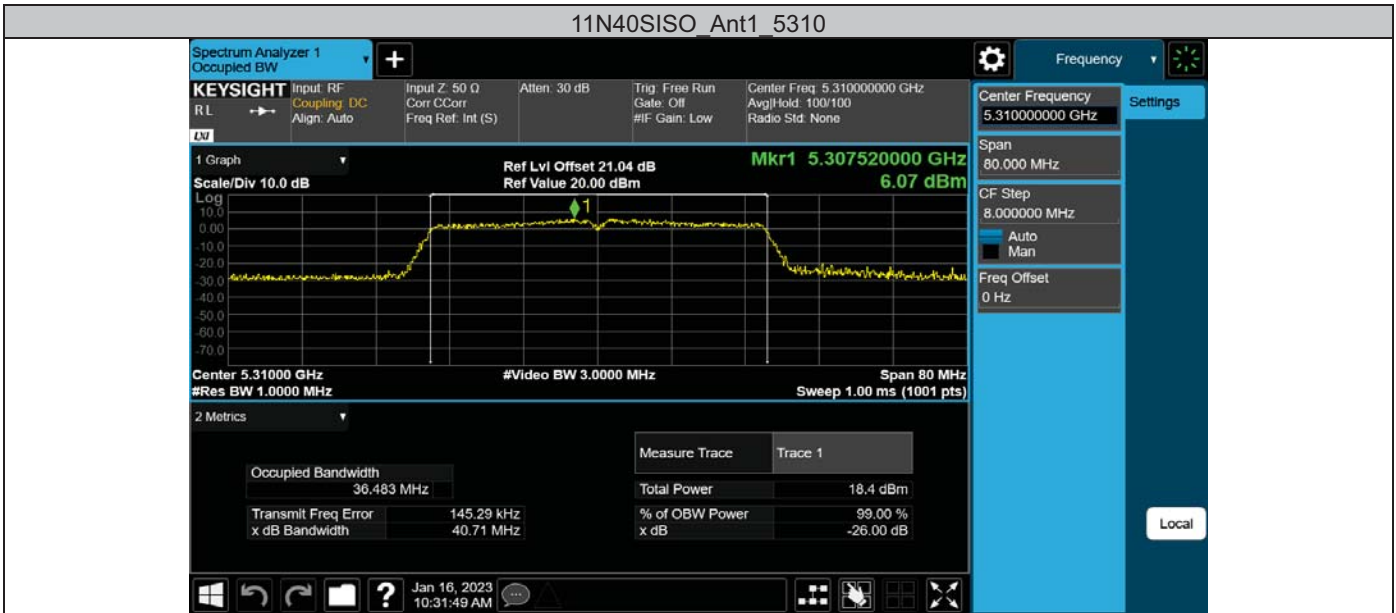 11N40SISO_Ant1_5310
Spectrum Analyzer 1
Occupied BW
Frequency
KEYSIGHT
RL
LXI
Input: RF
Coupling: DC
Align: Auto
Input Z: 50 Ω
Corr CCorr
Freq Ref: Int (S)
Atten: 30 dB
Trig: Free Run
Gate: Off
#IF Gain: Low
Center Freq: 5.310000000 GHz
Avg|Hold: 100/100
Radio Std: None
Center Frequency
5.310000000 GHz
Settings
Span
80.000 MHz
CF Step
8.000000 MHz
Auto
Man
Freq Offset
0 Hz
Local
1 Graph
Scale/Div 10.0 dB
Ref Lvl Offset 21.04 dB
Ref Value 20.00 dBm
Mkr1 5.307520000 GHz
6.07 dBm
Log
10.0
0.00
-10.0
-20.0
-30.0
-40.0
-50.0
-60.0
-70.0
1
Center 5.31000 GHz
#Res BW 1.0000 MHz
#Video BW 3.0000 MHz
Span 80 MHz
Sweep 1.00 ms (1001 pts)
2 Metrics
Measure Trace Trace 1
Occupied Bandwidth
36.483 MHz
Total Power 18.4 dBm
Transmit Freq Error 145.29 kHz
% of OBW Power 99.00 %
x dB Bandwidth 40.71 MHz
x dB -26.00 dB
?
Jan 16, 2023
10:31:49 AM